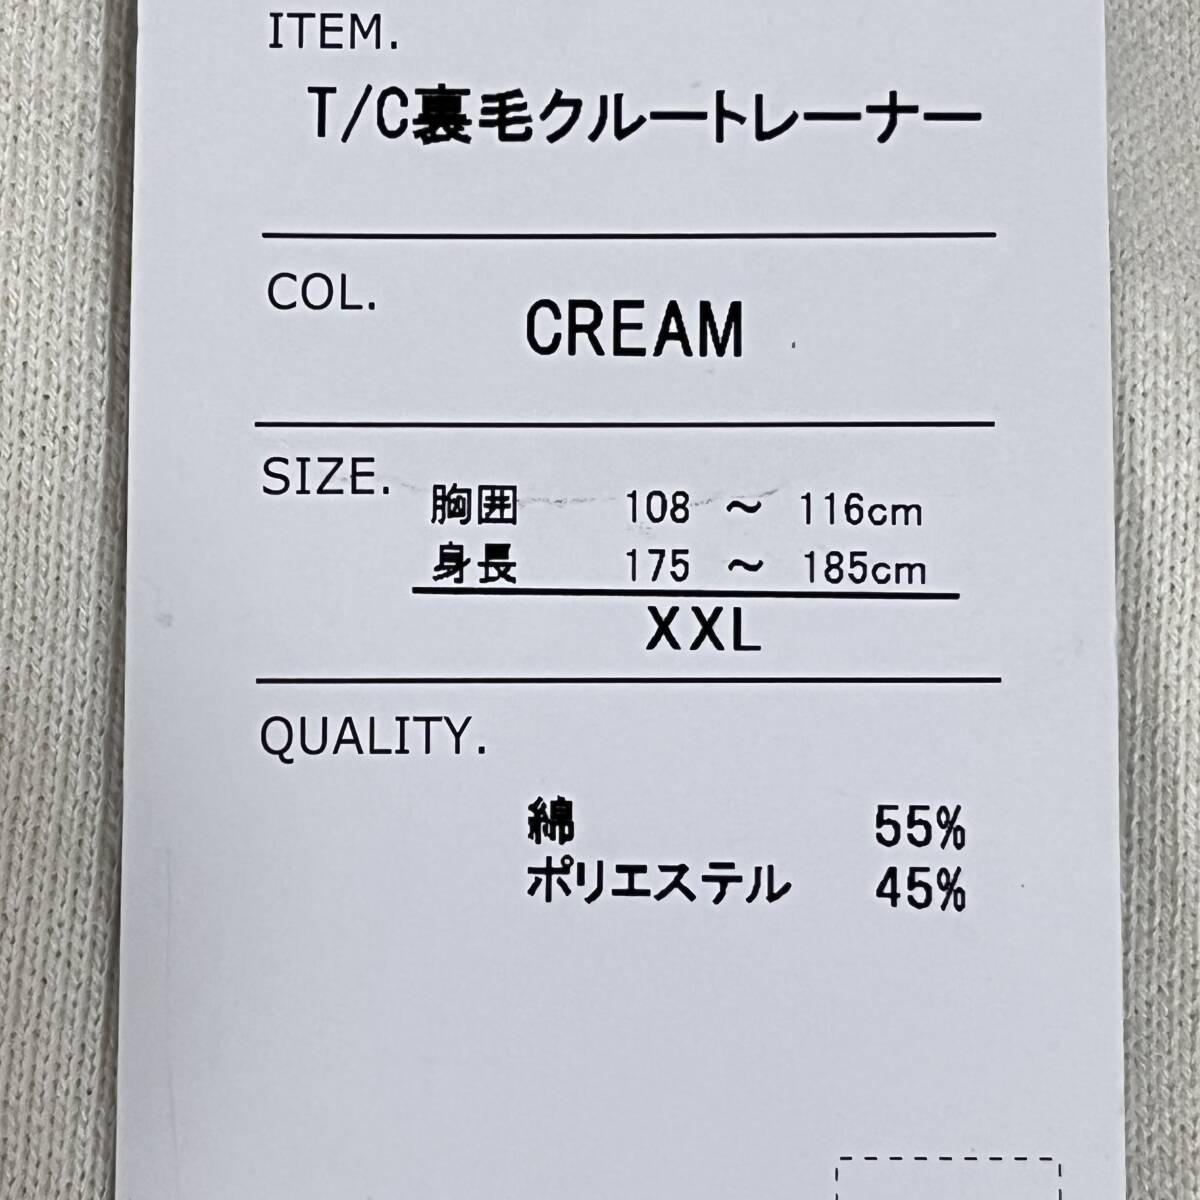 ITEM.
T/C裏毛クルートレーナー
COL.
CREAM
SIZE.
胸囲 108 ～ 116cm
身長 175 ～ 185cm
XXL
QUALITY.
綿 55%
ポリエステル 45%